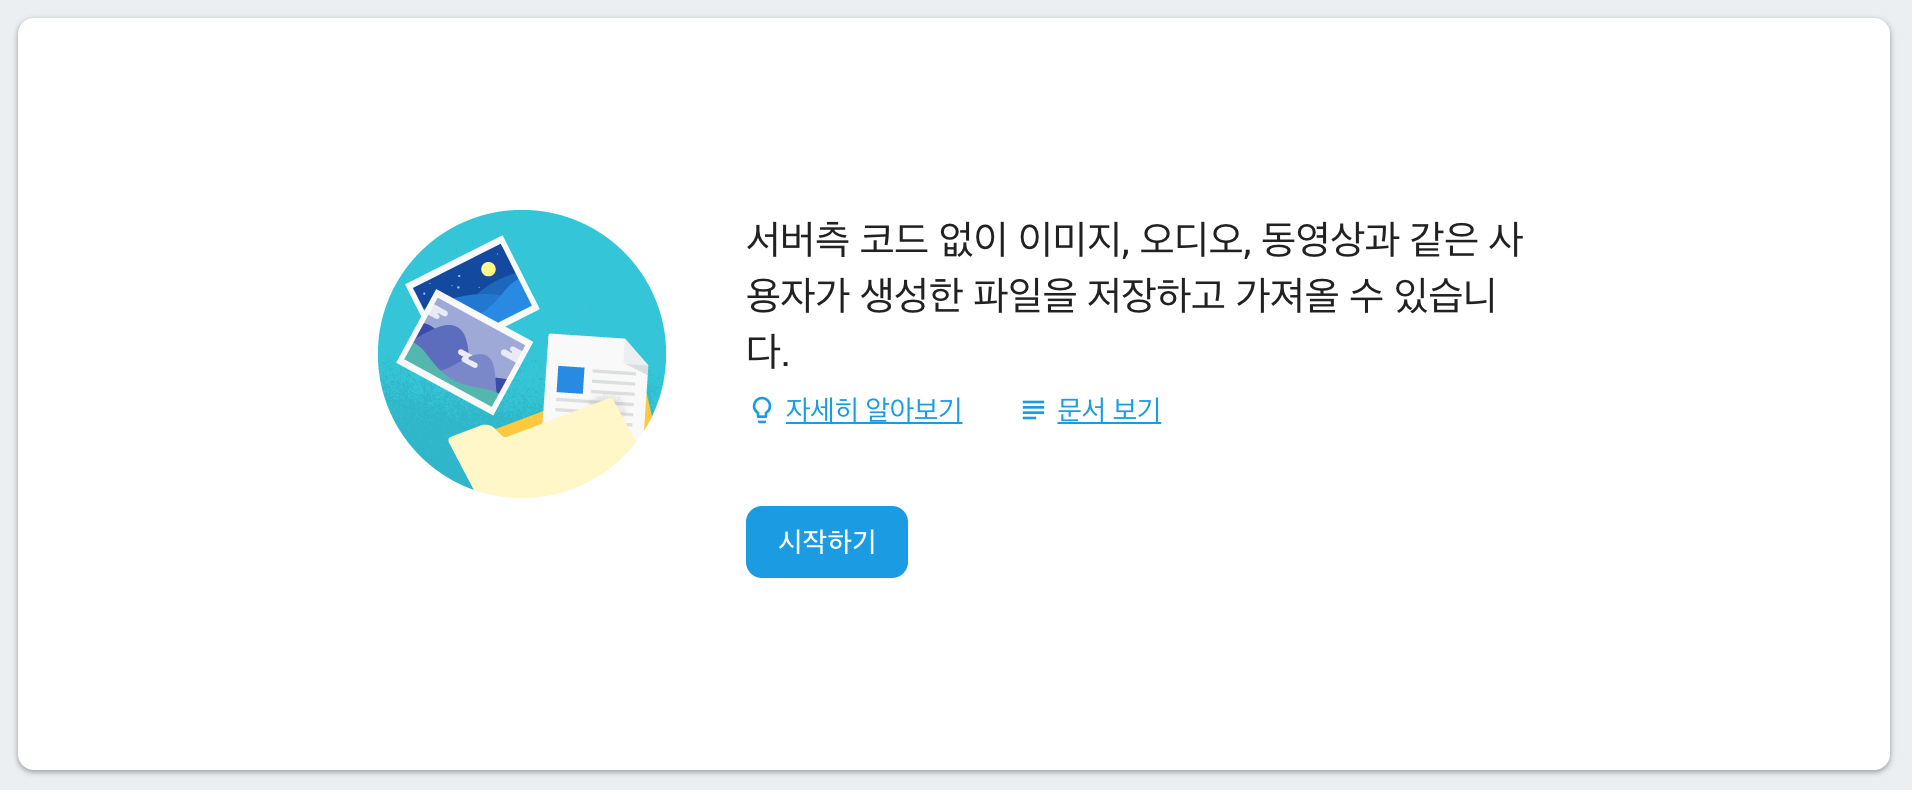 서버측 코드 없이 이미지, 오디오, 동영상과 같은 사
용자가 생성한 파일을 저장하고 가져올 수 있습니
다.
자세히 알아보기
문서 보기
시작하기